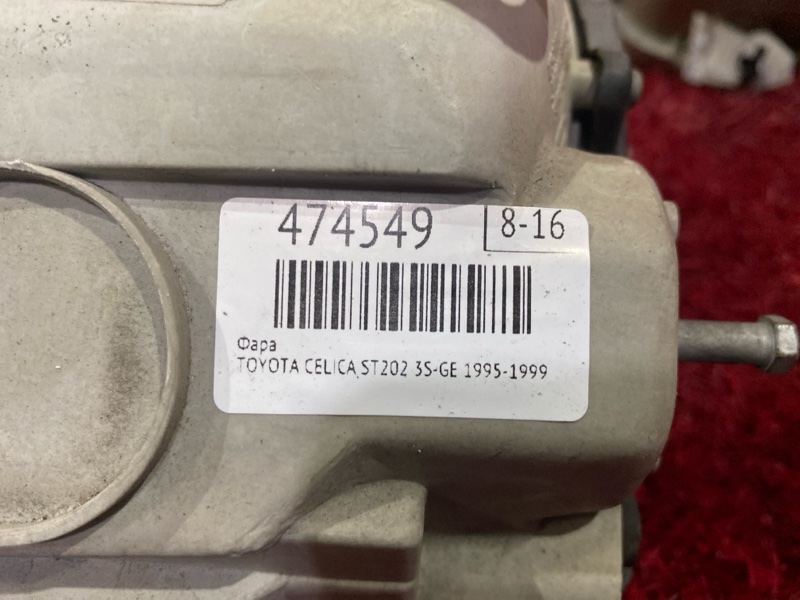 474549 8-16
Фара
TOYOTA CELICA ST202 3S-GE 1995-1999